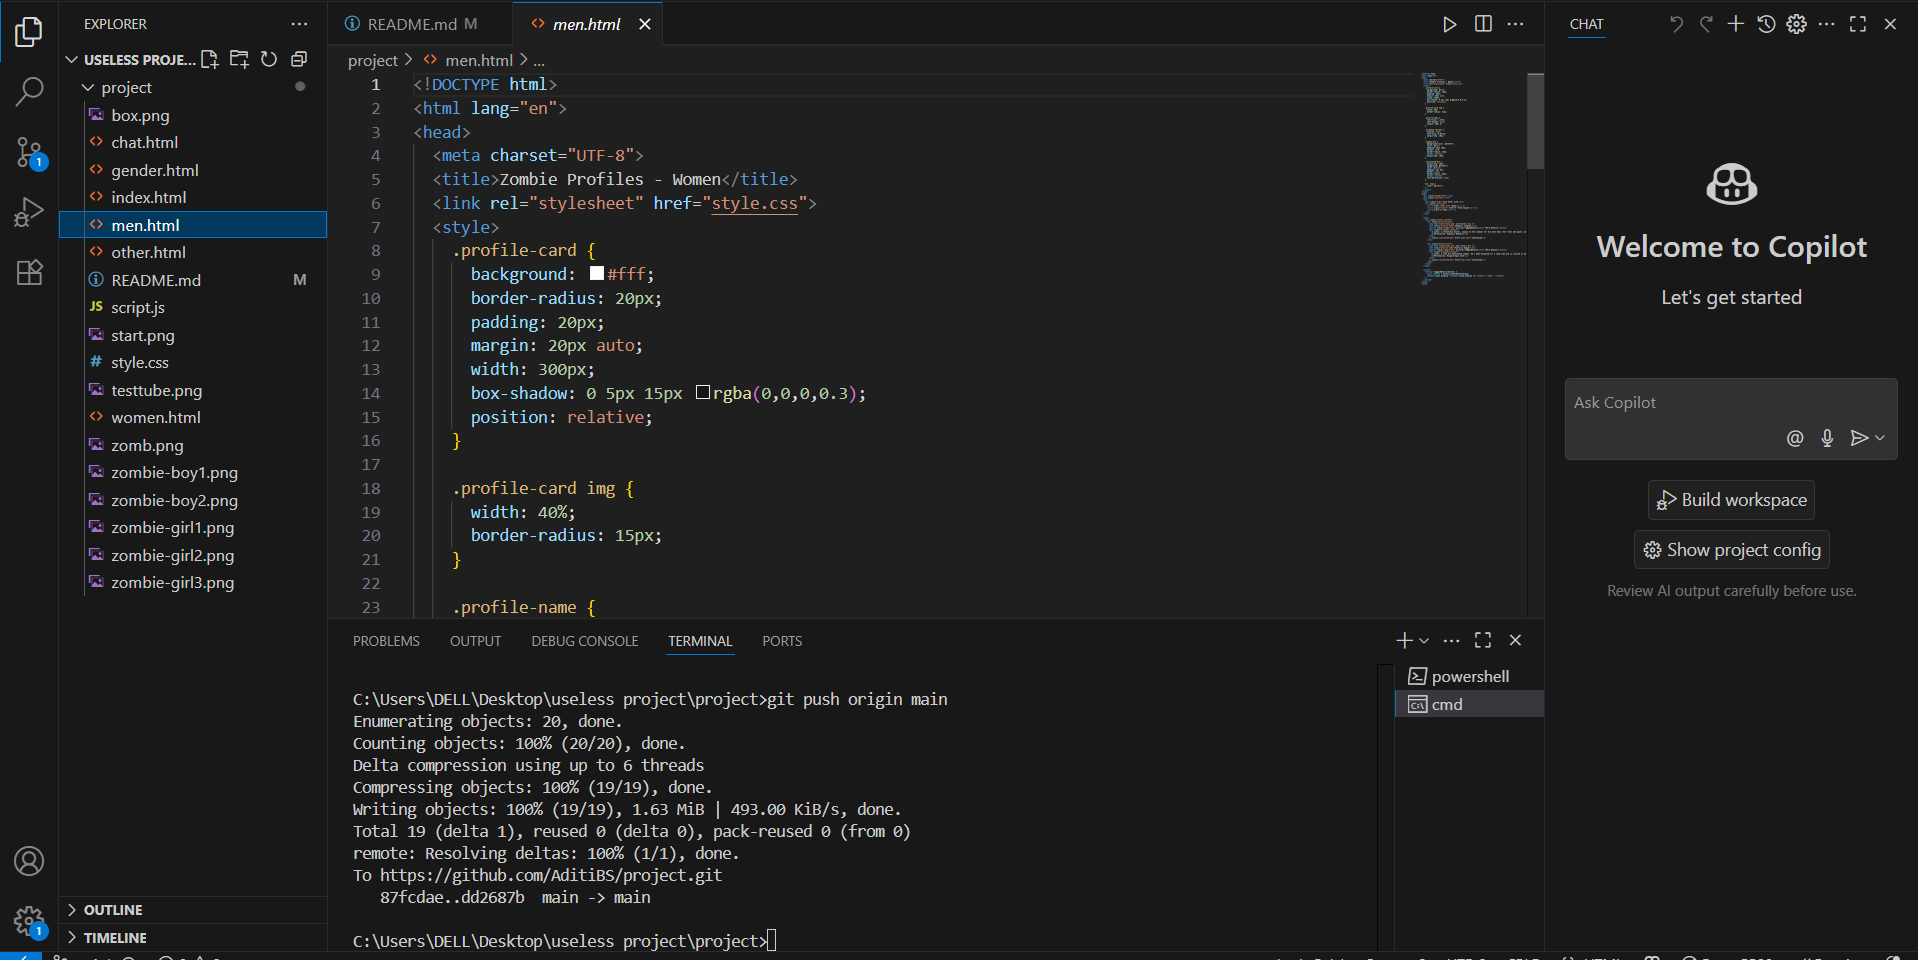 EXPLORER
USELESS PROJE...
project
box.png
chat.html
gender.html
index.html
men.html
other.html
README.md M
script.js
start.png
style.css
testtube.png
women.html
zomb.png
zombie-boy1.png
zombie-boy2.png
zombie-girl1.png
zombie-girl2.png
zombie-girl3.png
OUTLINE
TIMELINE
1
1
README.md M
men.html
project > men.html > ...
1 <!DOCTYPE html>
2 <html lang="en">
3 <head>
4 <meta charset="UTF-8">
5 <title>Zombie Profiles - Women</title>
6 <link rel="stylesheet" href="style.css">
7 <style>
8 .profile-card {
9 background: #fff;
10 border-radius: 20px;
11 padding: 20px;
12 margin: 20px auto;
13 width: 300px;
14 box-shadow: 0 5px 15px rgba(0,0,0,0.3);
15 position: relative;
16 }
17
18 .profile-card img {
19 width: 40%;
20 border-radius: 15px;
21 }
22
23 .profile-name {
PROBLEMS OUTPUT DEBUG CONSOLE TERMINAL PORTS
C:\Users\DELL\Desktop\useless project\project>git push origin main
Enumerating objects: 20, done.
Counting objects: 100% (20/20), done.
Delta compression using up to 6 threads
Compressing objects: 100% (19/19), done.
Writing objects: 100% (19/19), 1.63 MiB | 493.00 KiB/s, done.
Total 19 (delta 1), reused 0 (delta 0), pack-reused 0 (from 0)
remote: Resolving deltas: 100% (1/1), done.
To https://github.com/AditiBS/project.git
87fcdae..dd2687b main -> main
C:\Users\DELL\Desktop\useless project\project>
powershell
cmd
CHAT
Welcome to Copilot
Let's get started
Ask Copilot
Build workspace
Show project config
Review AI output carefully before use.